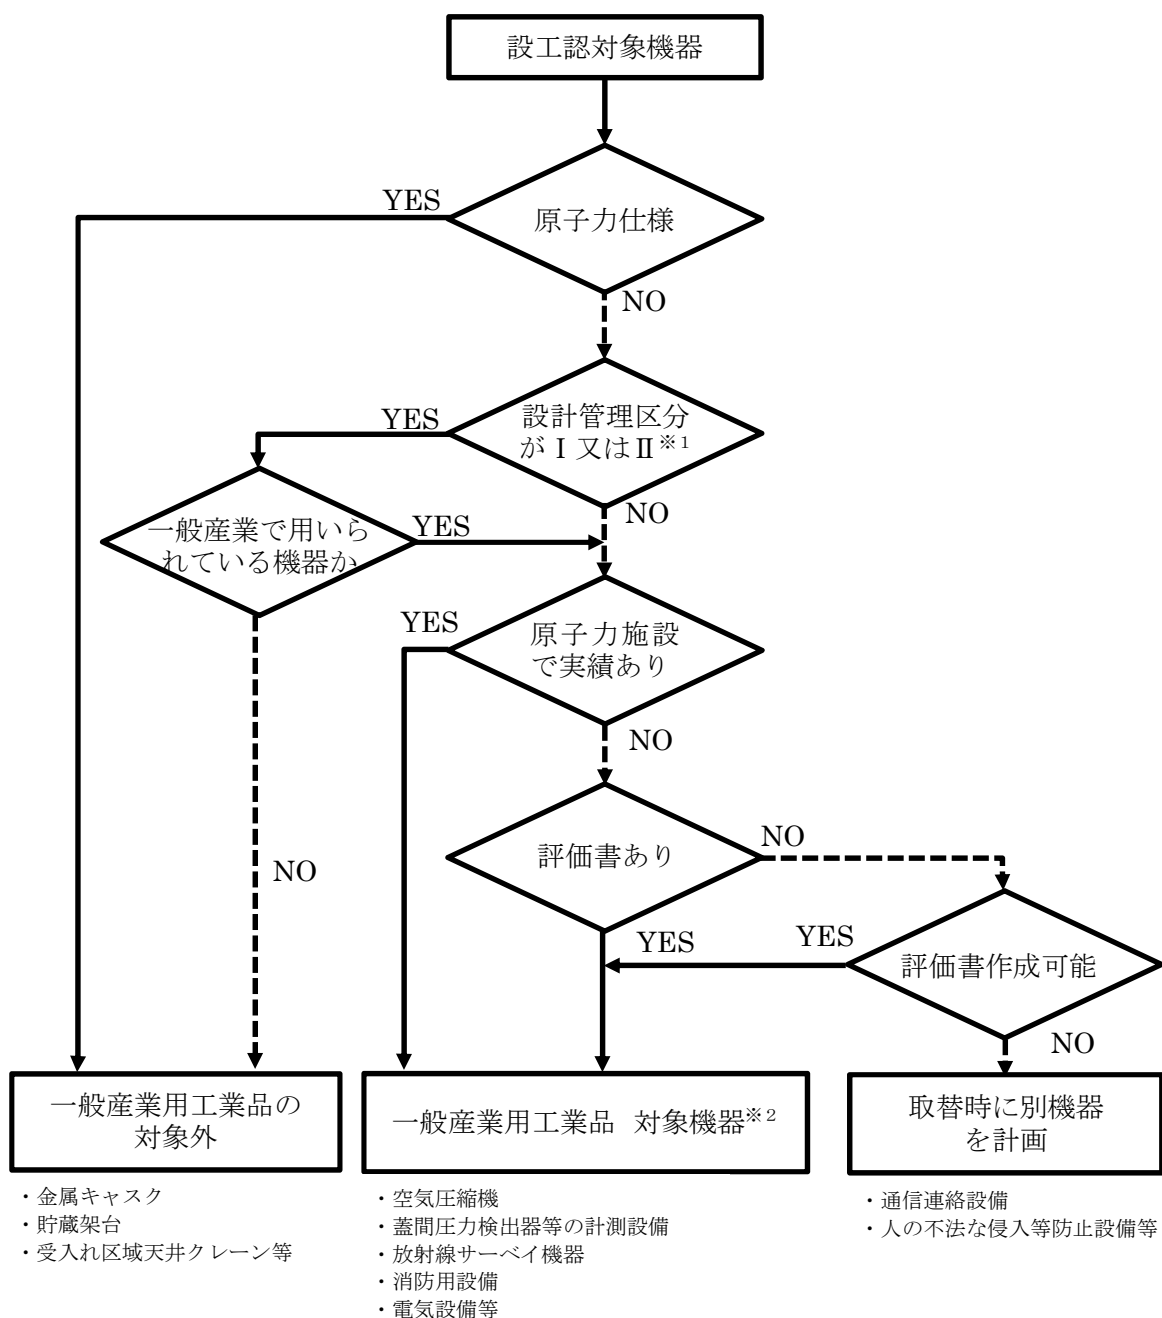 設工認対象機器
YES
原子力仕様
NO
YES
設計管理区分
がⅠ又はⅡ※1
NO
一般産業で用いら
れている機器か
YES
YES
原子力施設
で実績あり
NO
NO
評価書あり
NO
YES
YES
評価書作成可能
NO
一般産業用工業品の
対象外
一般産業用工業品 対象機器※2
取替時に別機器
を計画
・金属キャスク
・貯蔵架台
・受入れ区域天井クレーン等
・空気圧縮機
・蓋間圧力検出器等の計測設備
・放射線サーベイ機器
・消防用設備
・電気設備等
・通信連絡設備
・人の不法な侵入等防止設備等